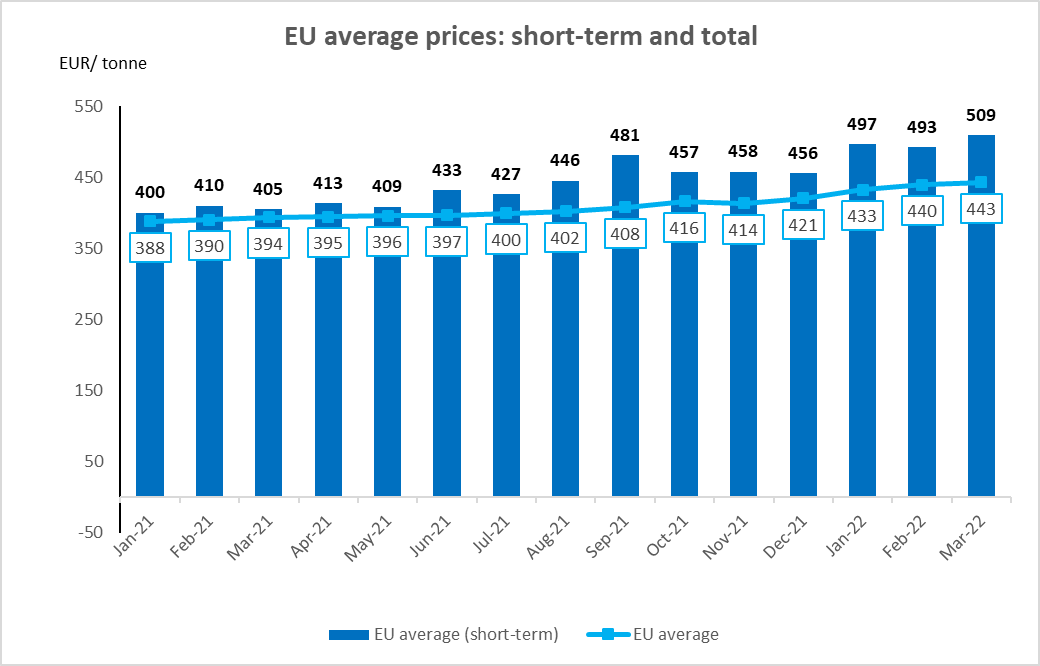 EU average prices: short-term and total
EUR/ tonne
550
450
350
250
150
50
-50
400
410
405
413
409
433
427
446
481
457
458
456
497
493
509
388
390
394
395
396
397
400
402
408
416
414
421
433
440
443
Jan-21
Feb-21
Mar-21
Apr-21
May-21
Jun-21
Jul-21
Aug-21
Sep-21
Oct-21
Nov-21
Dec-21
Jan-22
Feb-22
Mar-22
EU average (short-term)
EU average